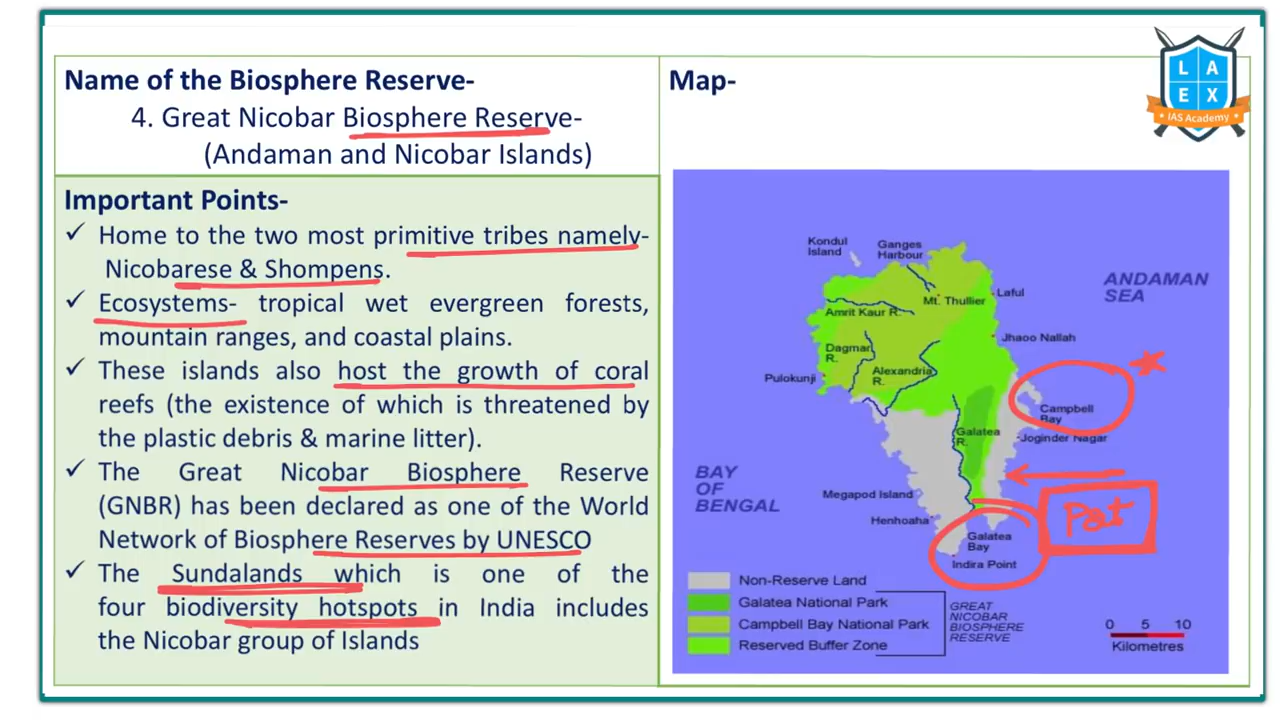 Name of the Biosphere Reserve-
4. Great Nicobar Biosphere Reserve-
(Andaman and Nicobar Islands)
Important Points-
✓ Home to the two most primitive tribes namely-
Nicobarese & Shompens.
✓ Ecosystems- tropical wet evergreen forests,
mountain ranges, and coastal plains.
✓ These islands also host the growth of coral
reefs (the existence of which is threatened by
the plastic debris & marine litter).
✓ The Great Nicobar Biosphere Reserve
(GNBR) has been declared as one of the World
Network of Biosphere Reserves by UNESCO
✓ The Sundalands which is one of the
four biodiversity hotspots in India includes
the Nicobar group of Islands
Map-
L A
E X
IAS Academy
Kondul
Island
Ganges
Harbour
ANDAMAN
SEA
Mt. Thullier
Laful
Amrit Kaur R.
Jhaoo Nallah
Dagmar
R.
Alexandria
R.
Pulokunji
Campbell
Bay
Galatea
R.
Joginder Nagar
BAY
OF
BENGAL
Megapod Island
Henhoaha
Galatea
Bay
Indira Point
Non-Reserve Land
Galatea National Park
Campbell Bay National Park
Reserved Buffer Zone
GREAT
NICOBAR
BIOSPHERE
RESERVE
0 5 10
Kilometres